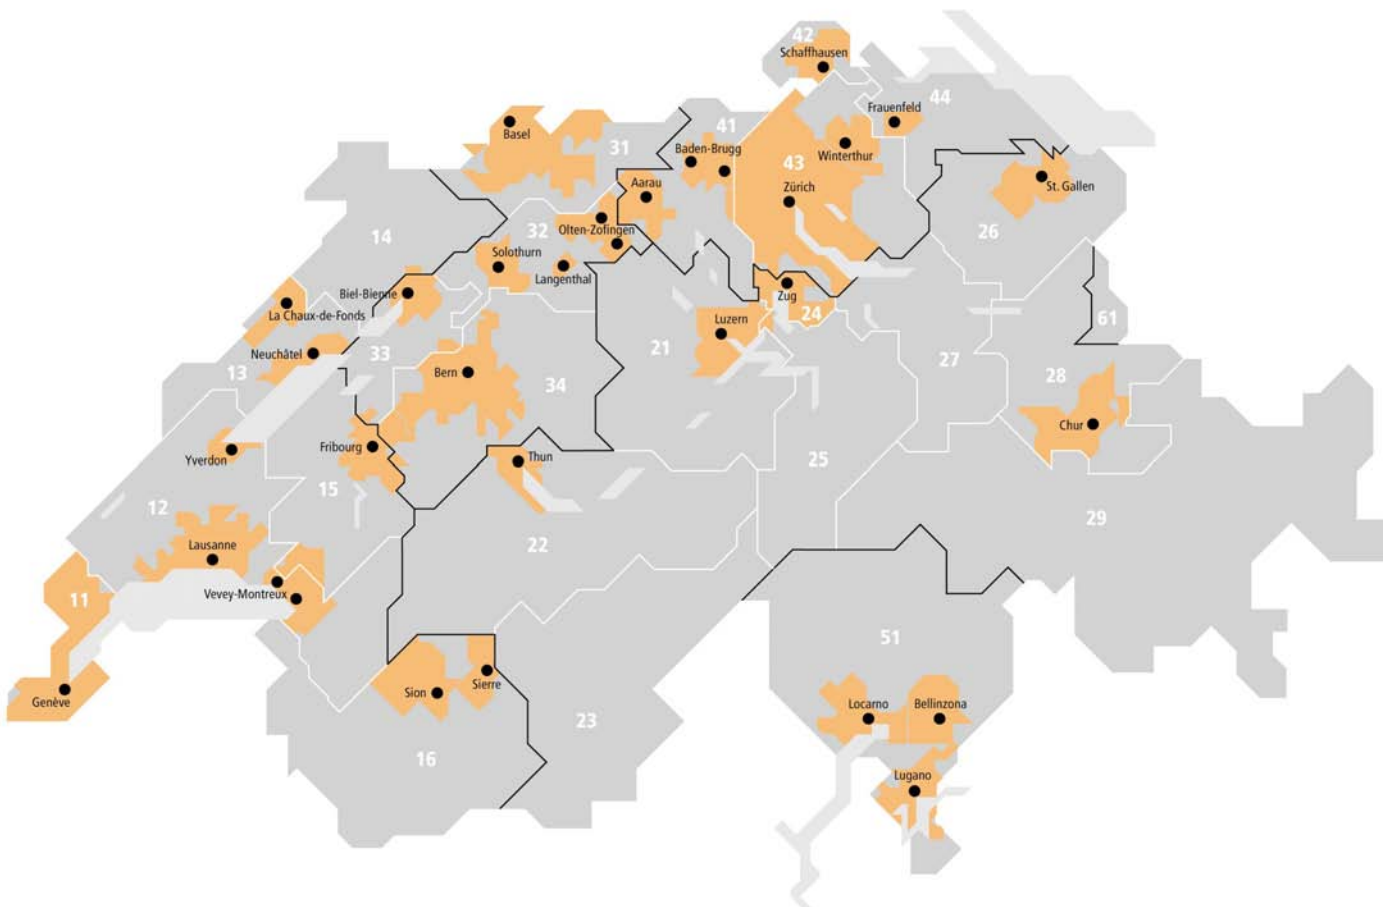 42
Schaffhausen
44
Frauenfeld
Basel
41
31
Baden-Brugg
Winterthur
43
Aarau
St. Gallen
Zürich
14
32
Olten-Zofingen
26
Solothurn
Langenthal
Biel-Bienne
Zug
La Chaux-de-Fonds
24
61
Luzern
21
Neuchâtel
33
13
Bern
34
27
28
Chur
Fribourg
Yverdon
Thun
25
15
12
29
Lausanne
22
Vevey-Montreux
11
51
Genève
Sion
Sierre
Locarno
Bellinzona
23
16
Lugano